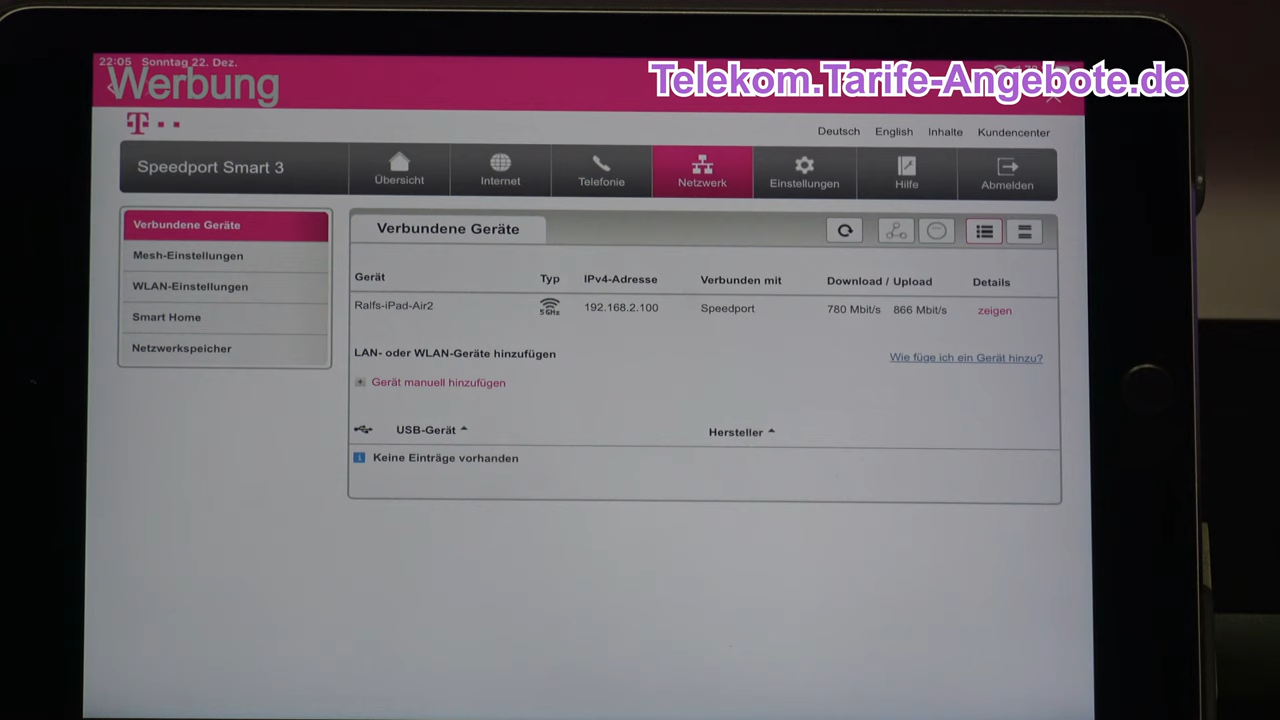 22:05 Sonntag 22. Dez.
Werbung
Telekom.Tarife-Angebote.de
T
Deutsch English Inhalte Kundencenter
Speedport Smart 3
Übersicht
Internet
Telefonie
Netzwerk
Einstellungen
Hilfe
Abmelden
Verbundene Geräte
Mesh-Einstellungen
WLAN-Einstellungen
Smart Home
Netzwerkspeicher
Verbundene Geräte
Gerät Typ IPv4-Adresse Verbunden mit Download / Upload Details
Ralfs-iPad-Air2 5 GHz 192.168.2.100 Speedport 780 Mbit/s 866 Mbit/s zeigen
LAN- oder WLAN-Geräte hinzufügen Wie füge ich ein Gerät hinzu?
Gerät manuell hinzufügen
USB-Gerät Hersteller
Keine Einträge vorhanden